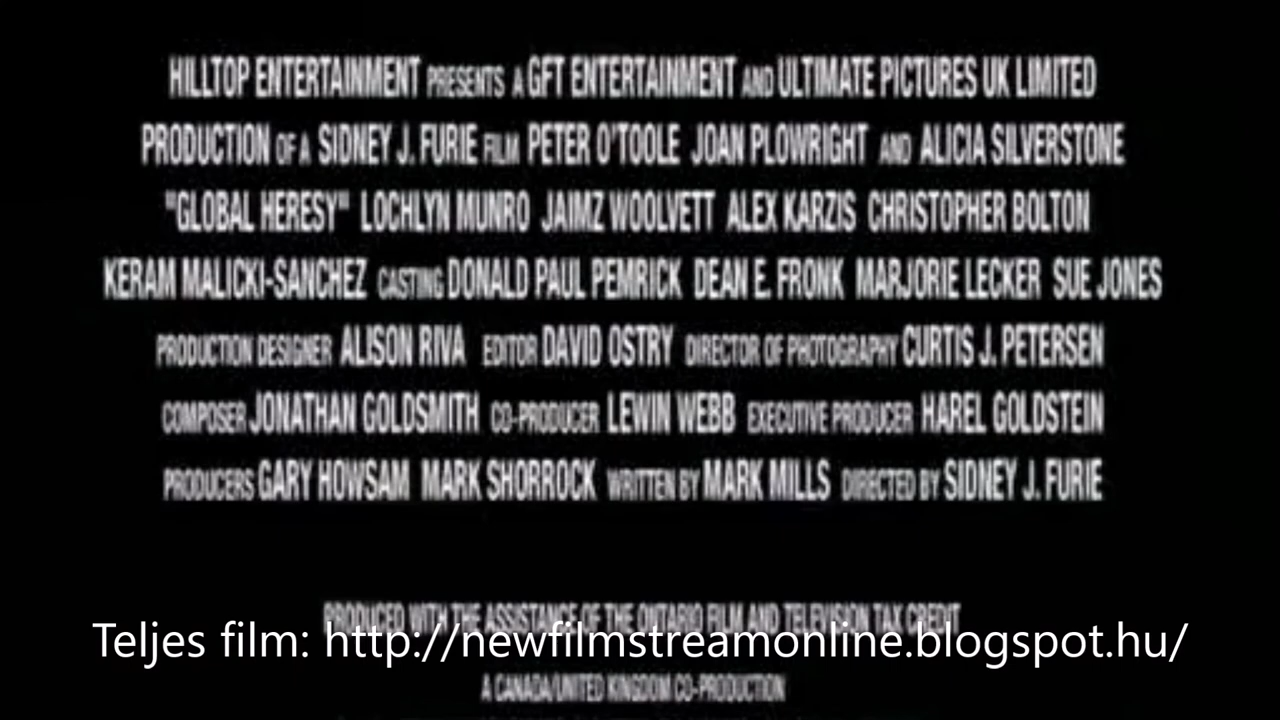 HILLTOP ENTERTAINMENT PRESENTS A GFT ENTERTAINMENT AND ULTIMATE PICTURES UK LIMITED
PRODUCTION OF A SIDNEY J. FURIE FILM PETER O'TOOLE JOAN PLOWRIGHT AND ALICIA SILVERSTONE
"GLOBAL HERESY" LOCHLYN MUNRO JAIMZ WOOLVETT ALEX KARZIS CHRISTOPHER BOLTON
KERAM MALICKI-SANCHEZ CASTING DONALD PAUL PEMRICK DEAN E. FRONK MARJORIE LECKER SUE JONES
PRODUCTION DESIGNER ALISON RIVA EDITOR DAVID OSTRY DIRECTOR OF PHOTOGRAPHY CURTIS J. PETERSEN
COMPOSER JONATHAN GOLDSMITH CO-PRODUCER LEWIN WEBB EXECUTIVE PRODUCER HAREL GOLDSTEIN
PRODUCERS GARY HOWSAM MARK SHORROCK WRITTEN BY MARK MILLS DIRECTED BY SIDNEY J. FURIE
PRODUCED WITH THE ASSISTANCE OF THE ONTARIO FILM AND TELEVISION TAX CREDIT
Teljes film: http://newfilmstreamonline.blogspot.hu/
A CANADA/UNITED KINGDOM CO-PRODUCTION